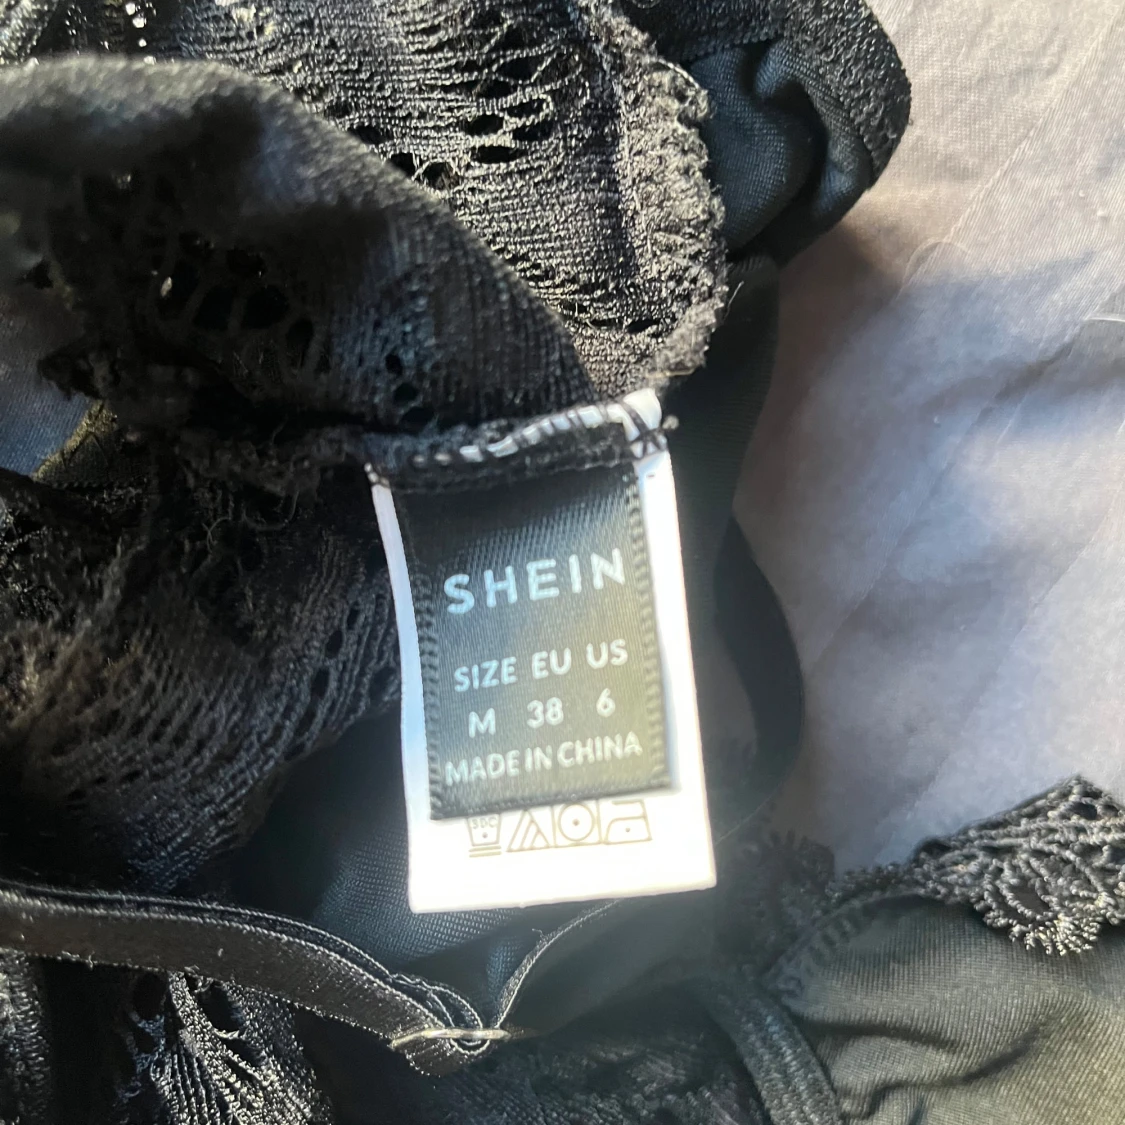 SHEIN
SIZE EU US
M 38 6
MADE IN CHINA